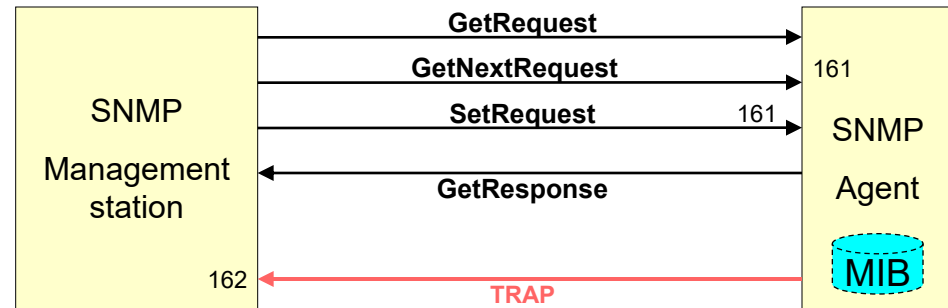 GetRequest
GetNextRequest
161
SetRequest
161
SNMP
Management
station
SNMP
Agent
GetResponse
MIB
162
TRAP